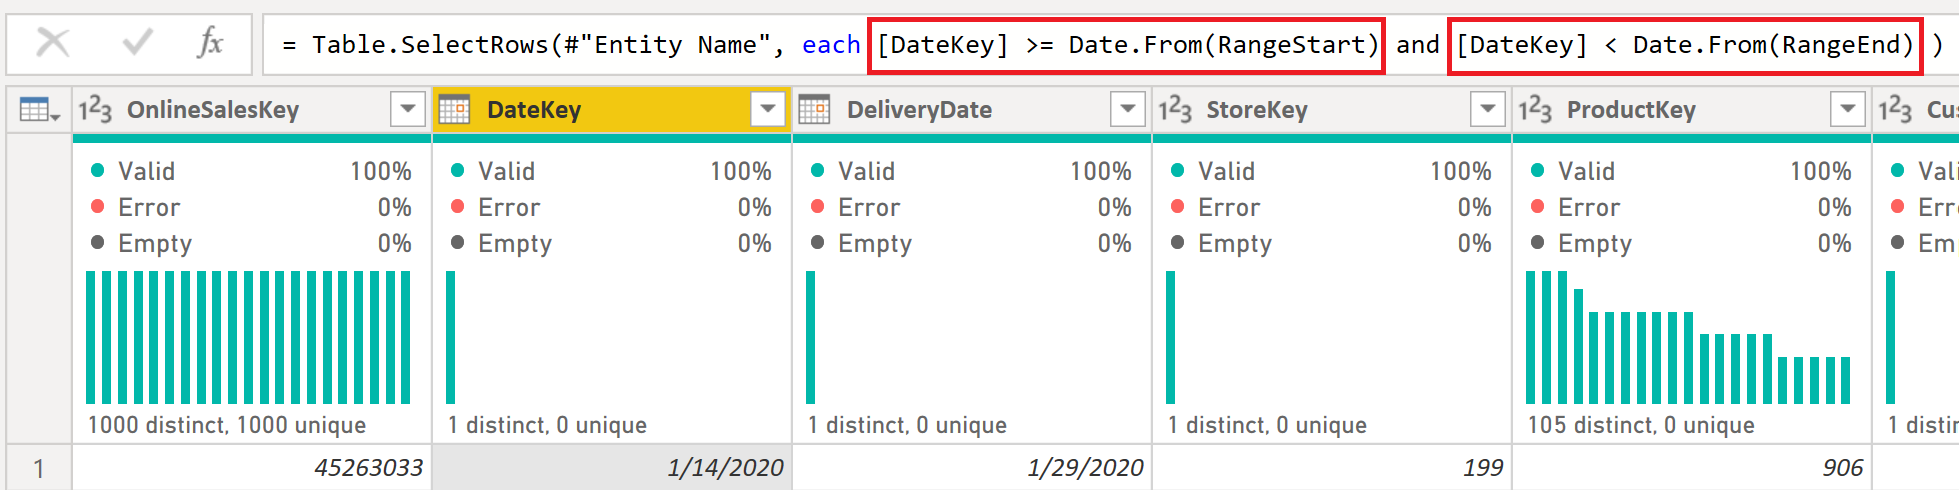 fx = Table.SelectRows(#"Entity Name", each [DateKey] >= Date.From(RangeStart) and [DateKey] < Date.From(RangeEnd) )
123 OnlineSalesKey DateKey DeliveryDate 123 StoreKey 123 ProductKey 123 Cus
Valid 100% Valid 100% Valid 100% Valid 100% Valid 100% Vali
Error 0% Error 0% Error 0% Error 0% Error 0% Erro
Empty 0% Empty 0% Empty 0% Empty 0% Empty 0% Em
1000 distinct, 1000 unique 1 distinct, 0 unique 1 distinct, 0 unique 1 distinct, 0 unique 105 distinct, 0 unique 1 distin
1 45263033 1/14/2020 1/29/2020 199 906